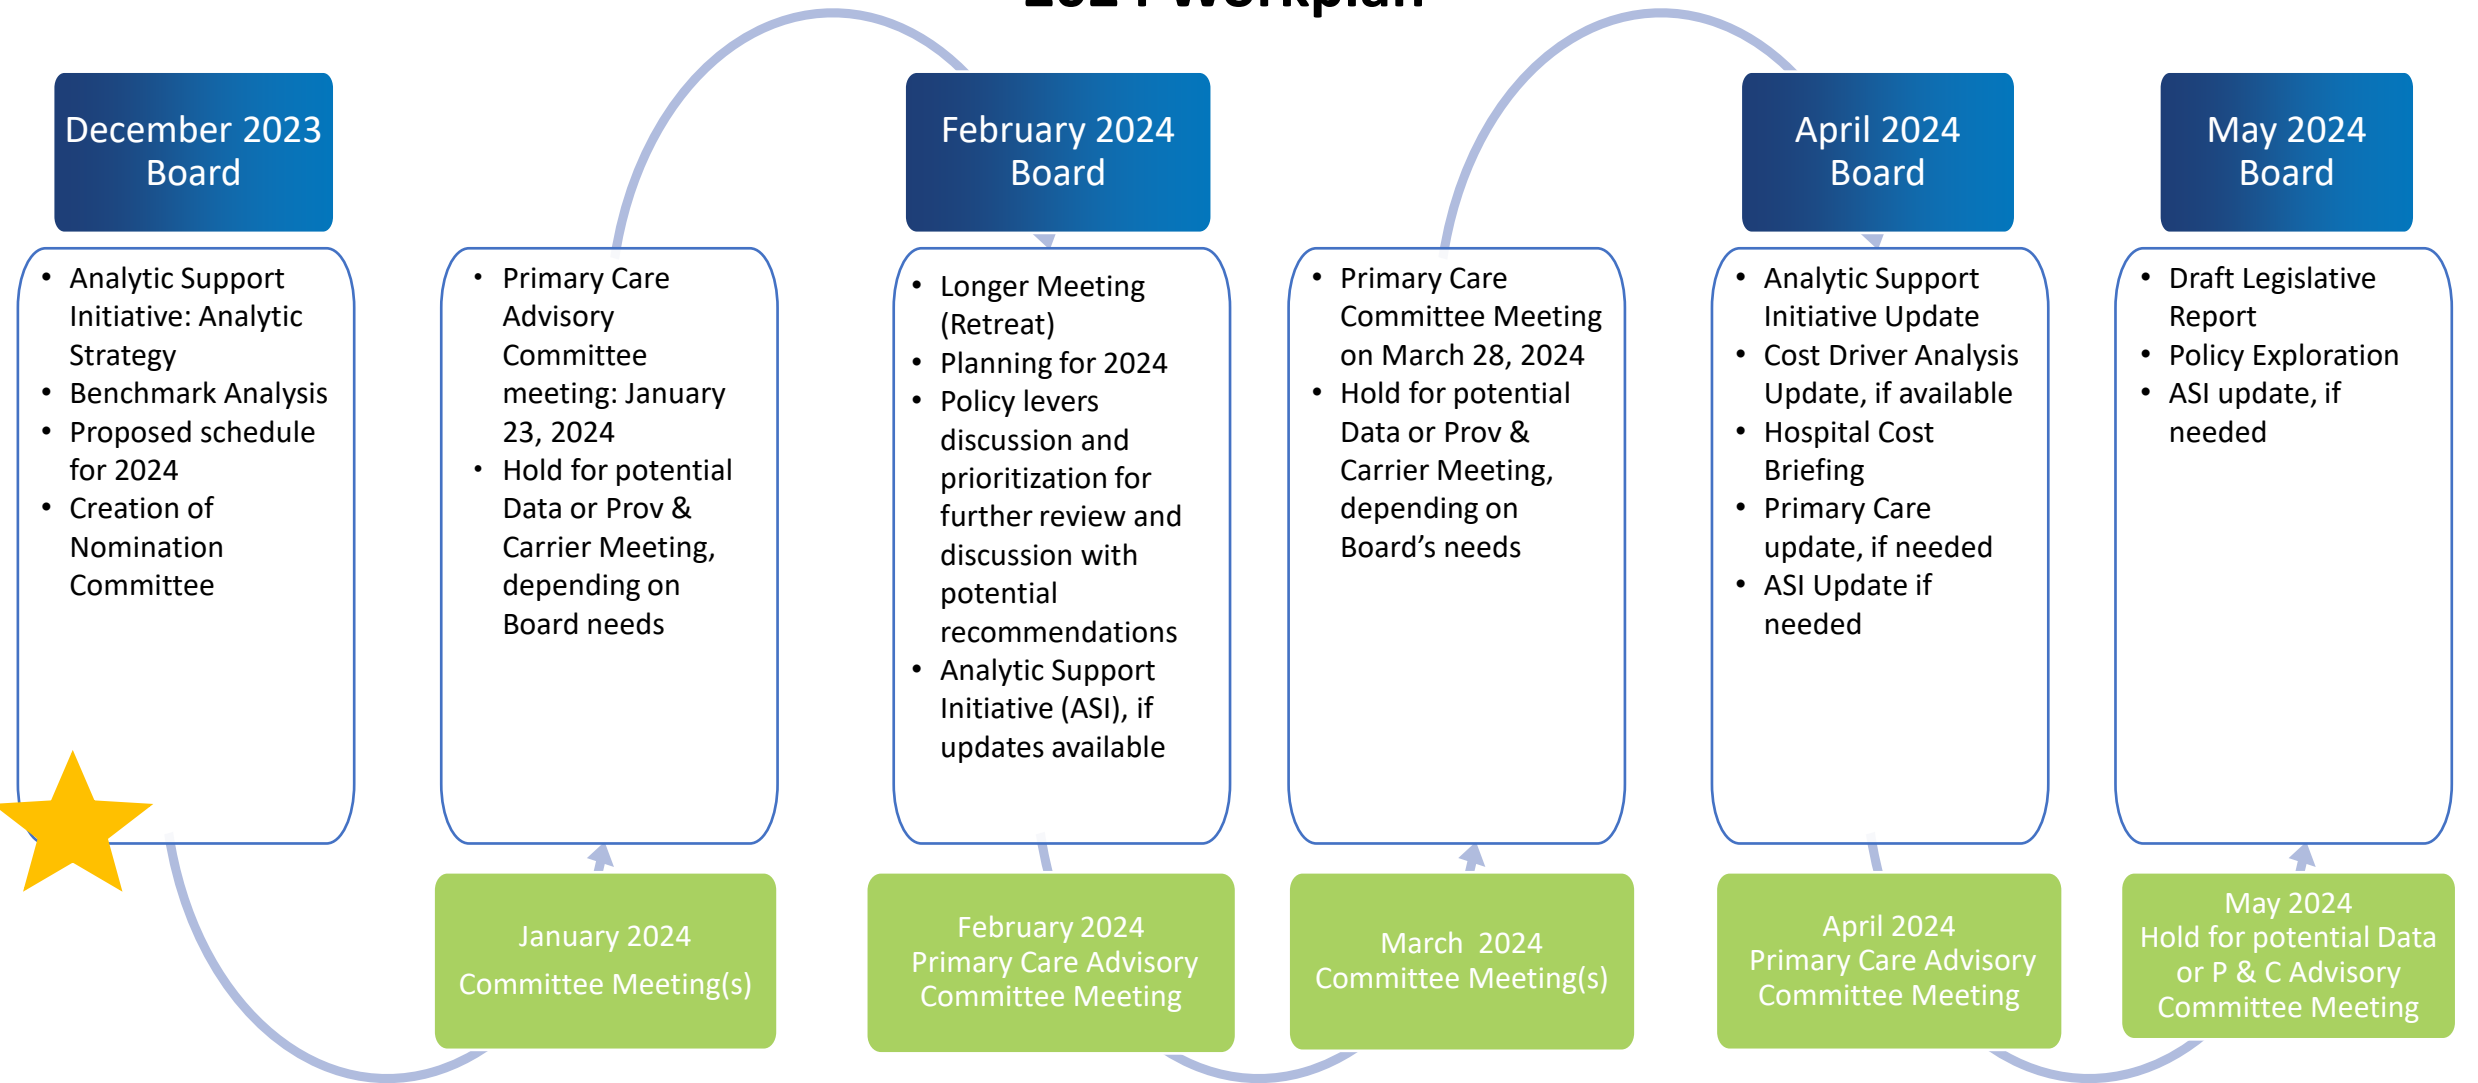 2024 Workplan
December 2023
Board
• Analytic Support
Initiative: Analytic
Strategy
• Benchmark Analysis
• Proposed schedule
for 2024
• Creation of
Nomination
Committee
• Primary Care
Advisory
Committee
meeting: January
23, 2024
• Hold for potential
Data or Prov &
Carrier Meeting,
depending on
Board needs
January 2024
Committee Meeting(s)
February 2024
Board
• Longer Meeting
(Retreat)
• Planning for 2024
• Policy levers
discussion and
prioritization for
further review and
discussion with
potential
recommendations
• Analytic Support
Initiative (ASI), if
updates available
February 2024
Primary Care Advisory
Committee Meeting
• Primary Care
Committee Meeting
on March 28, 2024
• Hold for potential
Data or Prov &
Carrier Meeting,
depending on
Board’s needs
March 2024
Committee Meeting(s)
April 2024
Board
• Analytic Support
Initiative Update
• Cost Driver Analysis
Update, if available
• Hospital Cost
Briefing
• Primary Care
update, if needed
• ASI Update if
needed
April 2024
Primary Care Advisory
Committee Meeting
May 2024
Board
• Draft Legislative
Report
• Policy Exploration
• ASI update, if
needed
May 2024
Hold for potential Data
or P & C Advisory
Committee Meeting